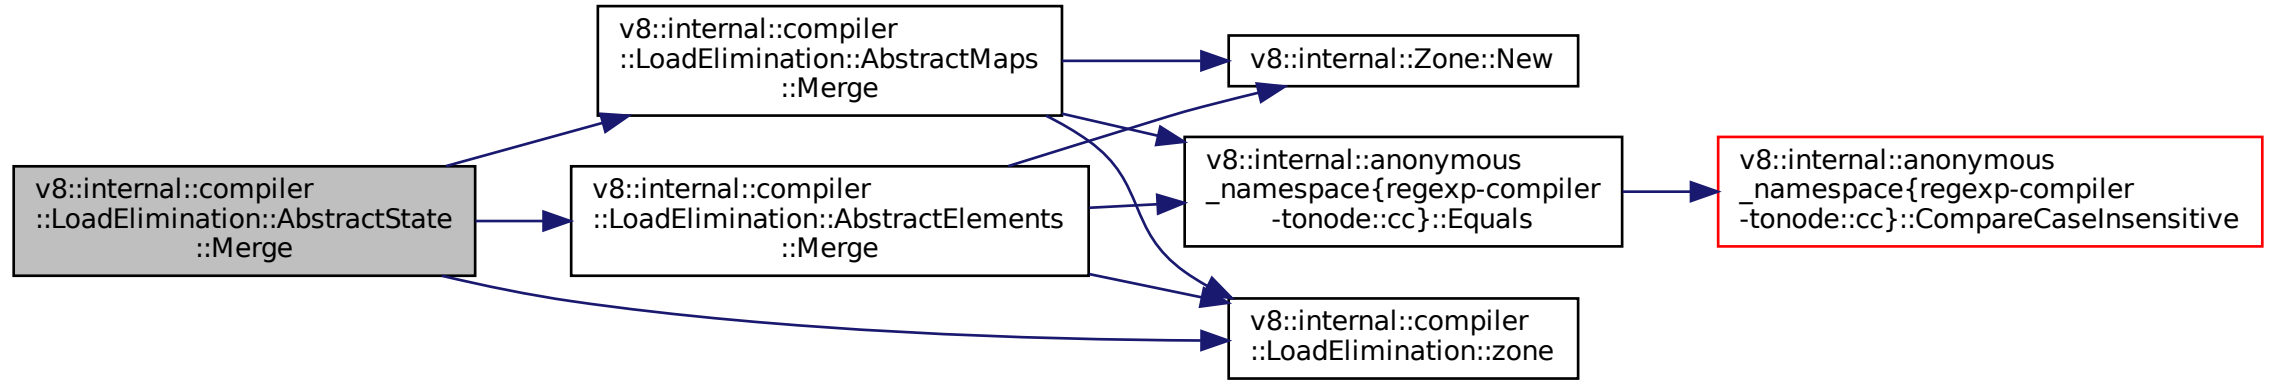 v8::internal::compiler
::LoadElimination::AbstractState
::Merge
v8::internal::compiler
::LoadElimination::AbstractMaps
::Merge
v8::internal::compiler
::LoadElimination::AbstractElements
::Merge
v8::internal::Zone::New
v8::internal::anonymous
_namespace{regexp-compiler
-tonode::cc}::Equals
v8::internal::compiler
::LoadElimination::zone
v8::internal::anonymous
_namespace{regexp-compiler
-tonode::cc}::CompareCaseInsensitive